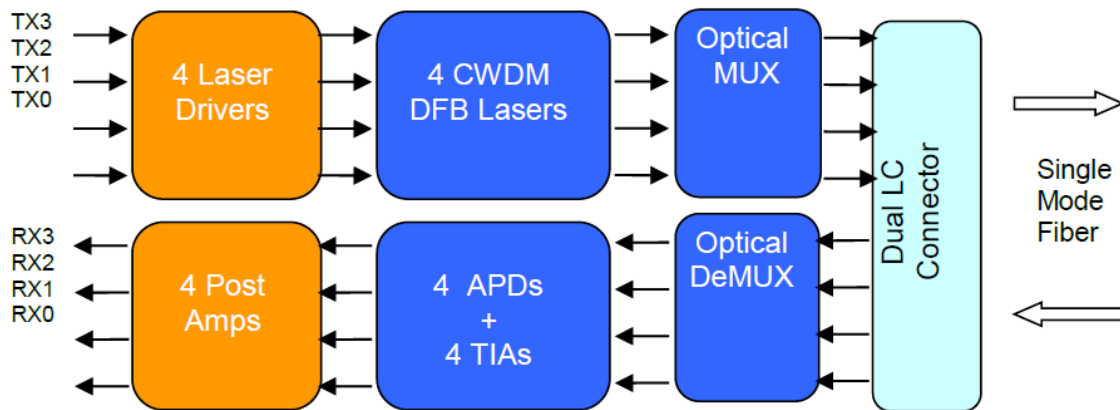 TX3
TX2
TX1
TX0
4 Laser
Drivers
4 CWDM
DFB Lasers
Optical
MUX
Dual LC
Connector
Single
Mode
Fiber
RX3
RX2
RX1
RX0
4 Post
Amps
4 APDs
+
4 TIAs
Optical
DeMUX